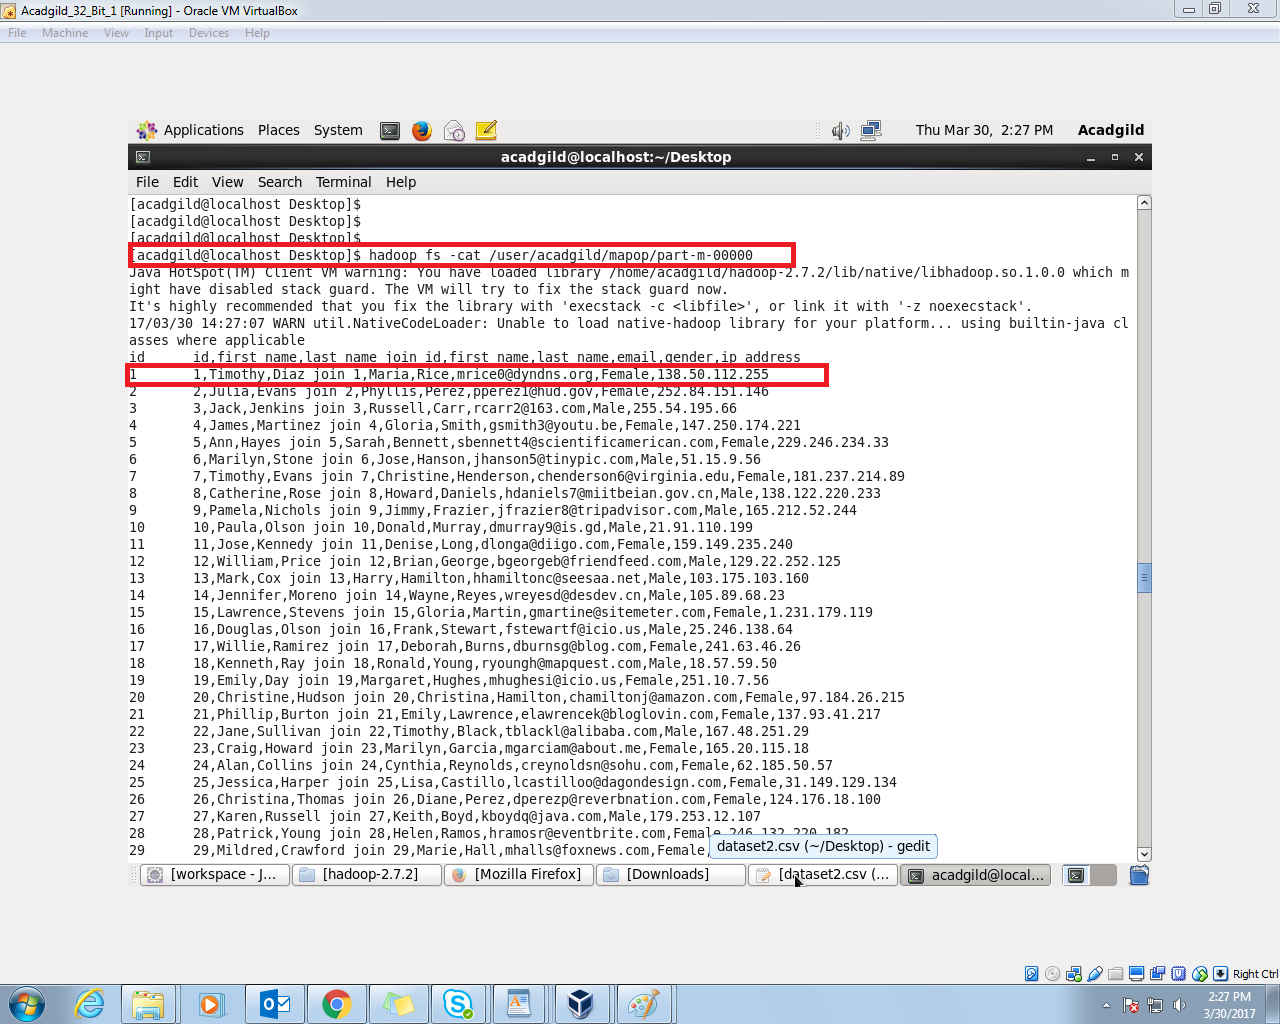 Acadgild_32_Bit_1 [Running] - Oracle VM VirtualBox
File Machine View Input Devices Help
Applications Places System Thu Mar 30, 2:27 PM Acadgild
acadgild@localhost:~/Desktop
File Edit View Search Terminal Help
[acadgild@localhost Desktop]$
[acadgild@localhost Desktop]$
[acadgild@localhost Desktop]$
[acadgild@localhost Desktop]$ hadoop fs -cat /user/acadgild/mapop/part-m-00000
Java HotSpot(TM) Client VM warning: You have loaded library /home/acadgild/hadoop-2.7.2/lib/native/libhadoop.so.1.0.0 which m
ight have disabled stack guard. The VM will try to fix the stack guard now.
It's highly recommended that you fix the library with 'execstack -c <libfile>', or link it with '-z noexecstack'.
17/03/30 14:27:07 WARN util.NativeCodeLoader: Unable to load native-hadoop library for your platform... using builtin-java cl
asses where applicable
id id,first_name,last_name join id,first_name,last_name,email,gender,ip_address
1 1,Timothy,Diaz join 1,Maria,Rice,mrice0@dyndns.org,Female,138.50.112.255
2 2,Julia,Evans join 2,Phyllis,Perez,pperez1@hud.gov,Female,252.84.151.146
3 3,Jack,Jenkins join 3,Russell,Carr,rcarr2@163.com,Male,255.54.195.66
4 4,James,Martinez join 4,Gloria,Smith,gsmith3@youtu.be,Female,147.250.174.221
5 5,Ann,Hayes join 5,Sarah,Bennett,sbennett4@scientificamerican.com,Female,229.246.234.33
6 6,Marilyn,Stone join 6,Jose,Hanson,jhanson5@tinypic.com,Male,51.15.9.56
7 7,Timothy,Evans join 7,Christine,Henderson,chenderson6@virginia.edu,Female,181.237.214.89
8 8,Catherine,Rose join 8,Howard,Daniels,hdaniels7@miitbeian.gov.cn,Male,138.122.220.233
9 9,Pamela,Nichols join 9,Jimmy,Frazier,jfrazier8@tripadvisor.com,Male,165.212.52.244
10 10,Paula,Olson join 10,Donald,Murray,dmurray9@is.gd,Male,21.91.110.199
11 11,Jose,Kennedy join 11,Denise,Long,dlonga@diigo.com,Female,159.149.235.240
12 12,William,Price join 12,Brian,George,bgeorgeb@friendfeed.com,Male,129.22.252.125
13 13,Mark,Cox join 13,Harry,Hamilton,hhamiltonc@seesaa.net,Male,103.175.103.160
14 14,Jennifer,Moreno join 14,Wayne,Reyes,wreyesd@desdev.cn,Male,105.89.68.23
15 15,Lawrence,Stevens join 15,Gloria,Martin,gmartine@sitemeter.com,Female,1.231.179.119
16 16,Douglas,Olson join 16,Frank,Stewart,fstewartf@icio.us,Male,25.246.138.64
17 17,Willie,Ramirez join 17,Deborah,Burns,dburnsg@blog.com,Female,241.63.46.26
18 18,Kenneth,Ray join 18,Ronald,Young,ryoungh@mapquest.com,Male,18.57.59.50
19 19,Emily,Day join 19,Margaret,Hughes,mhughesi@icio.us,Female,251.10.7.56
20 20,Christine,Hudson join 20,Christina,Hamilton,chamiltonj@amazon.com,Female,97.184.26.215
21 21,Phillip,Burton join 21,Emily,Lawrence,elawrencek@bloglovin.com,Female,137.93.41.217
22 22,Jane,Sullivan join 22,Timothy,Black,tblackl@alibaba.com,Male,167.48.251.29
23 23,Craig,Howard join 23,Marilyn,Garcia,mgarciam@about.me,Female,165.20.115.18
24 24,Alan,Collins join 24,Cynthia,Reynolds,creynoldsn@sohu.com,Female,62.185.50.57
25 25,Jessica,Harper join 25,Lisa,Castillo,lcastilloo@dagondesign.com,Female,31.149.129.134
26 26,Christina,Thomas join 26,Diane,Perez,dperezp@reverbnation.com,Female,124.176.18.100
27 27,Karen,Russell join 27,Keith,Boyd,kboydq@java.com,Male,179.253.12.107
28 28,Patrick,Young join 28,Helen,Ramos,hramosr@eventbrite.com,Female,246.132.220.182
29 29,Mildred,Crawford join 29,Marie,Hall,mhalls@foxnews.com,Female,
dataset2.csv (~/Desktop) - gedit
[workspace - J... [hadoop-2.7.2] [Mozilla Firefox] [Downloads] [dataset2.csv (... acadgild@local...
Right Ctrl
2:27 PM
3/30/2017